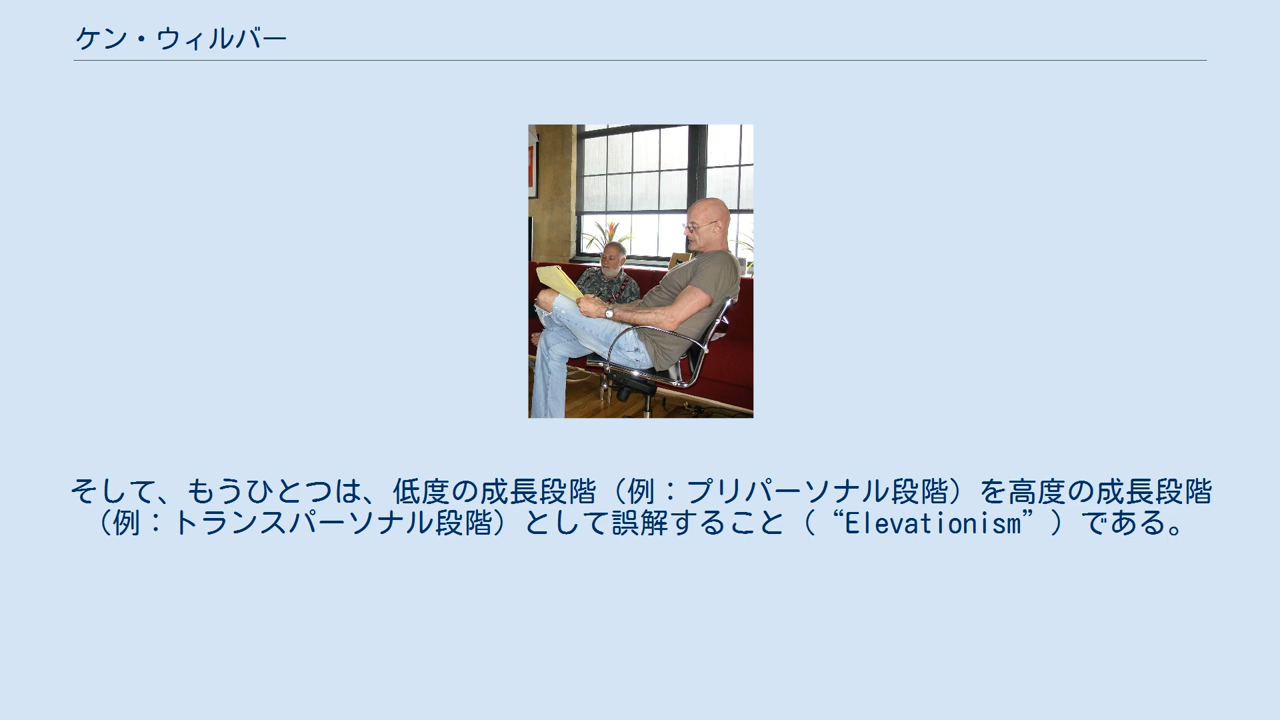 ケン・ウィルバー
そして、もうひとつは、低度の成長段階（例：プリパーソナル段階）を高度の成長段階
（例：トランスパーソナル段階）として誤解すること（“Elevationism”）である。